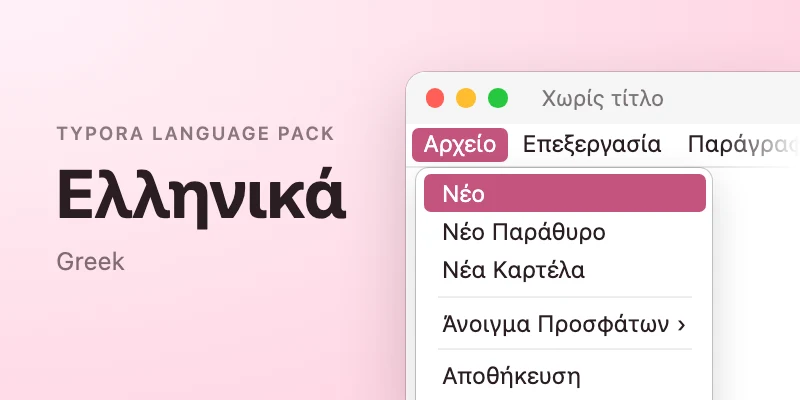 TYPORA LANGUAGE PACK
Ελληνικά
Greek
Χωρίς τίτλο
Αρχείο Επεξεργασία
Νέο
Νέο Παράθυρο
Νέα Καρτέλα
Άνοιγμα Προσφάτων ›
Αποθήκευση